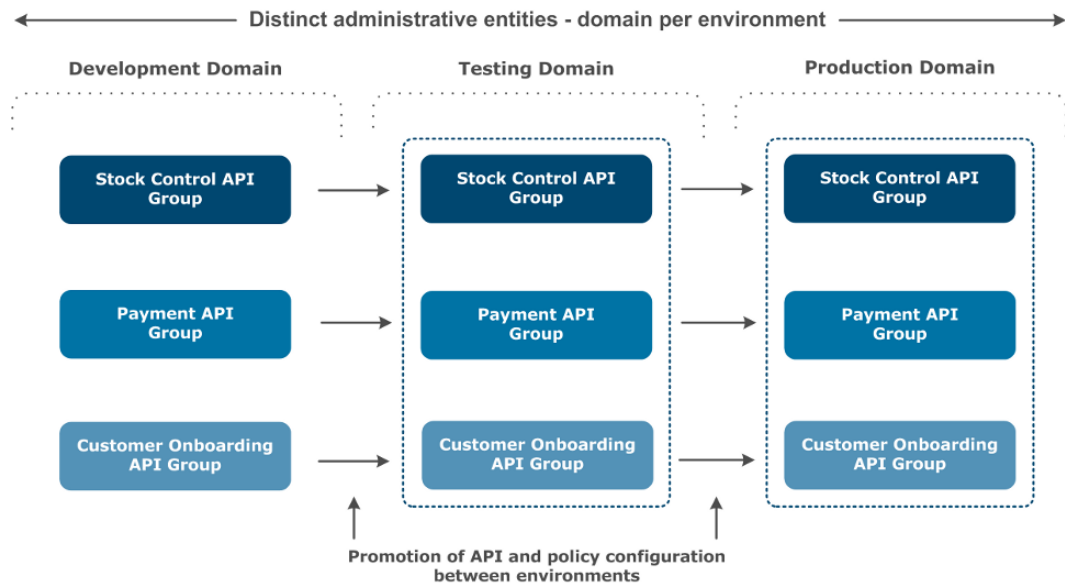 Distinct administrative entities - domain per environment
Development Domain
Testing Domain
Production Domain
Stock Control API
Group
Stock Control API
Group
Stock Control API
Group
Payment API
Group
Payment API
Group
Payment API
Group
Customer Onboarding
API Group
Customer Onboarding
API Group
Customer Onboarding
API Group
Promotion of API and policy configuration
between environments